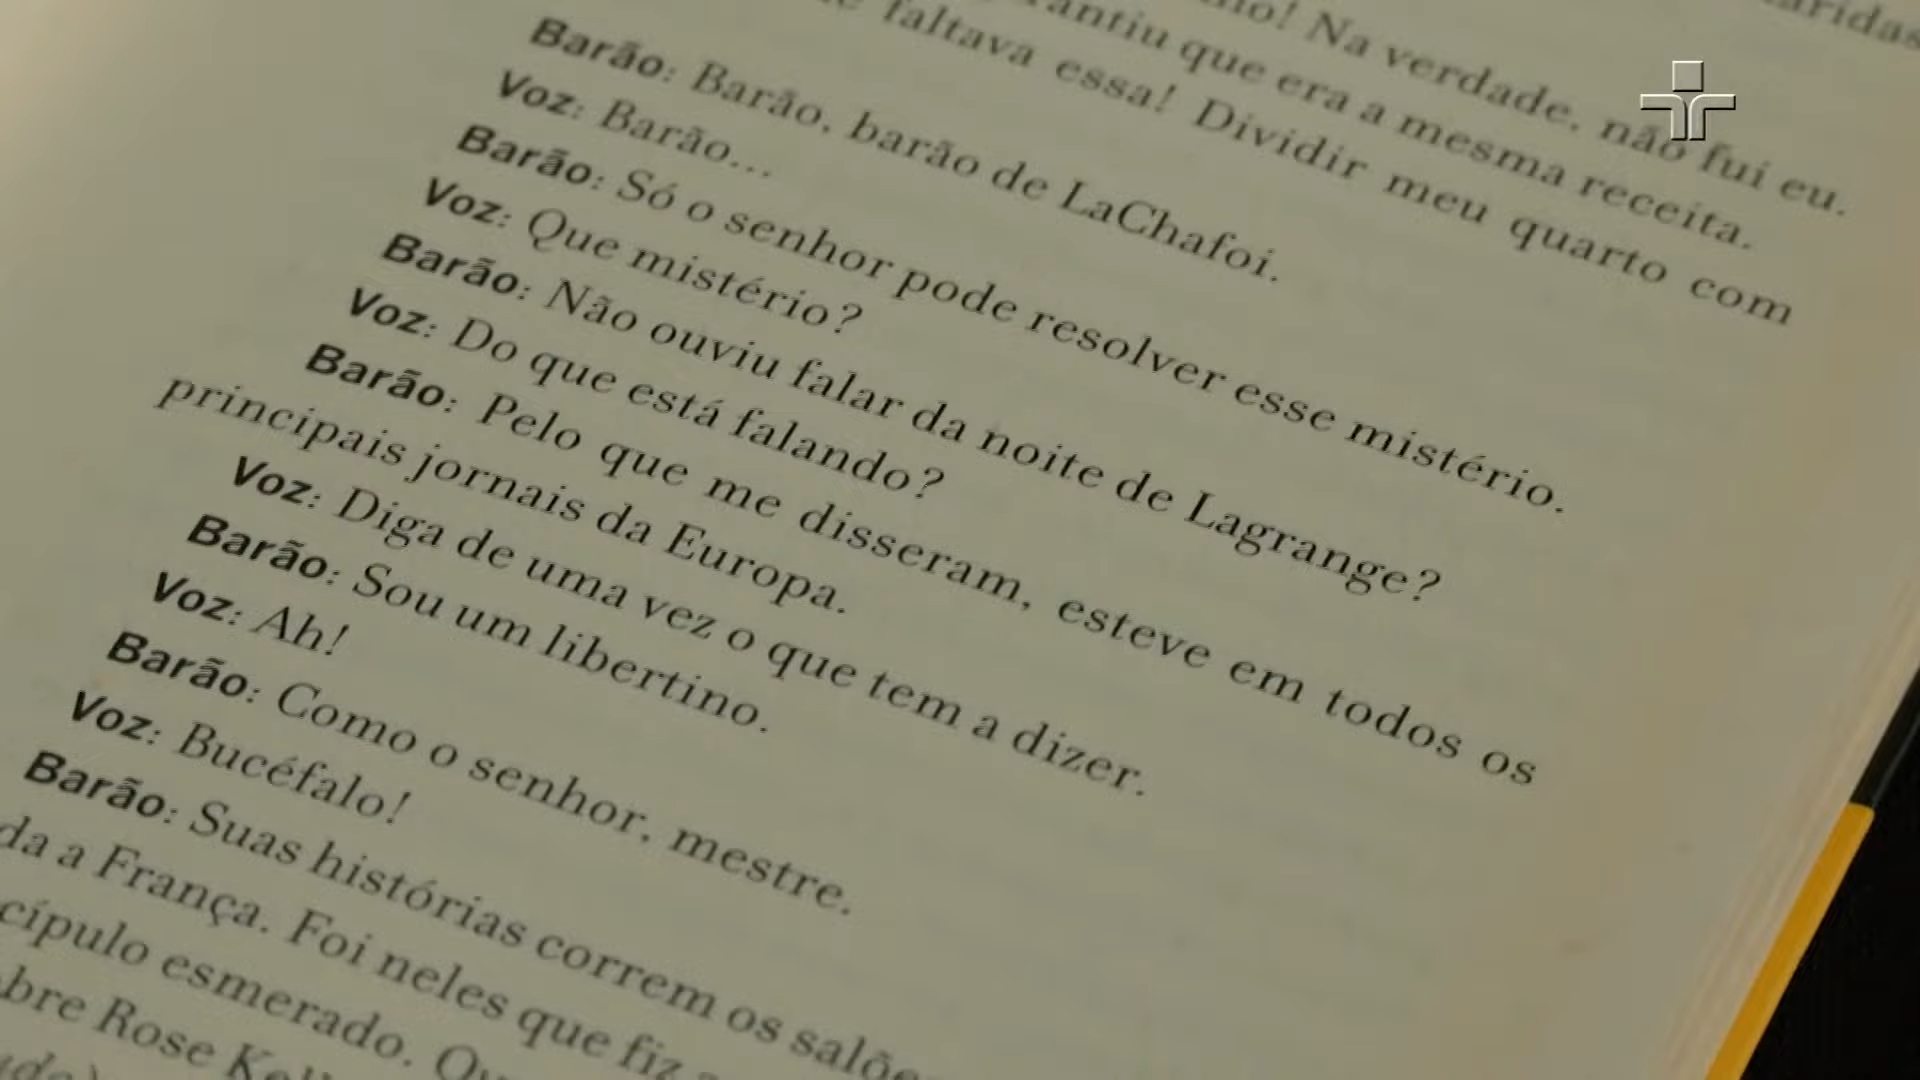 aridas
! Na verdade, não fui eu.
que era a mesma receita.
faltava essa! Dividir meu quarto com
Barão: Barão, barão de LaChafoi.
Voz: Barão...
Barão: Só o senhor pode resolver esse mistério.
Voz: Que mistério?
Barão: Não ouviu falar da noite de Lagrange?
Voz: Do que está falando?
Barão: Pelo que me disseram, esteve em todos os
principais jornais da Europa.
Voz: Diga de uma vez o que tem a dizer.
Barão: Sou um libertino.
Voz: Ah!
Barão: Como o senhor, mestre.
Voz: Bucéfalo!
Barão: Suas histórias correm os
da a França. Foi neles que fiz
cípulo esmerado.
bre Rose